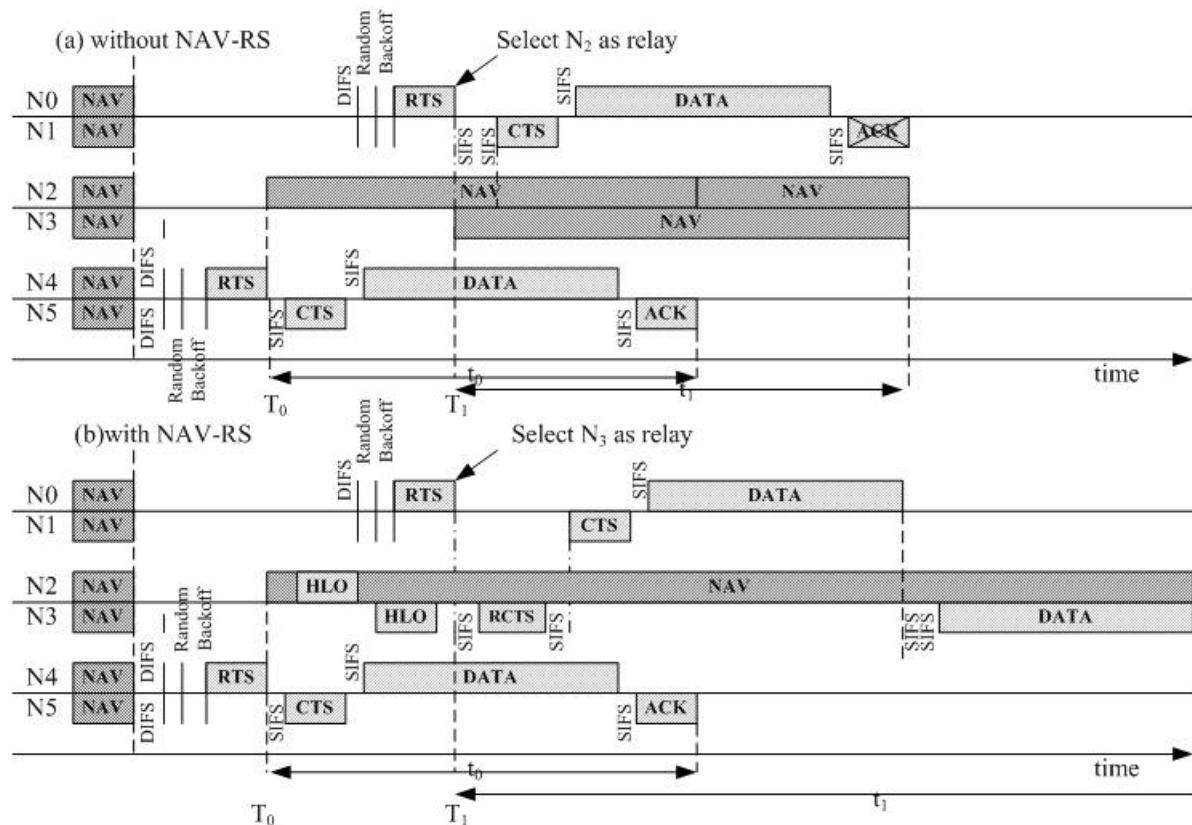 (a) without NAV-RS
Select N2 as relay
DIFS
Random
Backoff
N0 NAV RTS SIFS DATA
N1 NAV SIFS SIFS CTS SIFS ACK
N2 NAV NAV NAV
N3 NAV NAV
DIFS
N4 NAV RTS SIFS DATA
N5 NAV DIFS SIFS CTS SIFS ACK
Random
Backoff
t0
t1
time
T0 T1
(b)with NAV-RS
Select N3 as relay
DIFS
Random
Backoff
N0 NAV RTS SIFS DATA
N1 NAV CTS
N2 NAV HLO NAV
N3 NAV HLO SIFS RCTS SIFS SIFS SIFS DATA
Random
Backoff
DIFS
N4 NAV RTS SIFS DATA
N5 NAV DIFS SIFS CTS SIFS ACK
t0
time
T0 T1
t1